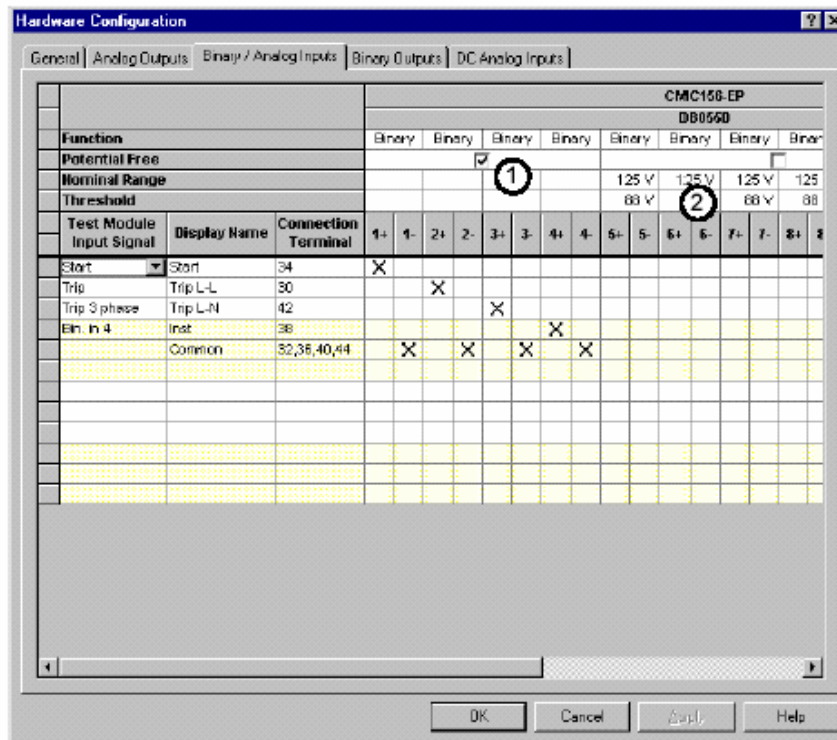 Hardware Configuration
General Analog Outputs Binary / Analog Inputs Binary Outputs DC Analog Inputs
CMC156-EP
Function Binary Binary Binary Binary Binary Binary Binary Binar
Potential Free
Nominal Range 125 V 125 V 125 V 125
Threshold 88 V 88 V 88
1
2
Test Module Input Signal Display Name Connection Terminal 1+ 1- 2+ 2- 3+ 3- 4+ 4- 5+ 5- 6+ 6- 7+ 7- 8+
Start Start 34 X
Trip Trip L-L 30 X
Trip 3 phase Trip L-N 42 X
Bin. in 4 Inst 38 X
Common 32,36,40,44 X X X X
OK Cancel Apply Help